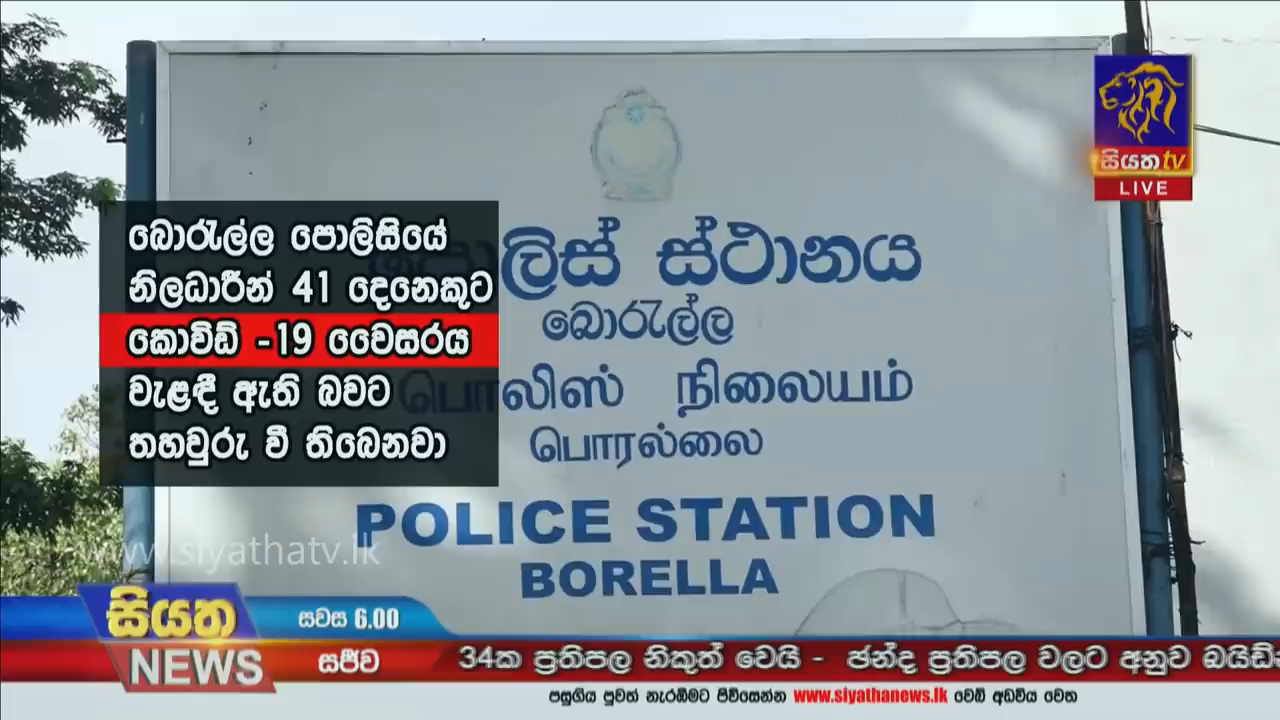 සියත tv
LIVE
බොරැල්ල පොලිසියේ
නිලධාරීන් 41 දෙනෙකුට
කොවිඩ් -19 වෛසරය
වැළඳී ඇති බවට
තහවුරු වී තිබෙනවා
පොලිස් ස්ථානය
බොරැල්ල
பொலிஸ் நிலையம்
பொரல்லை
POLICE STATION
BORELLA
www.siyathatv.lk
සියත
NEWS
සවස 6.00
සජීව
34ක ප්‍රතිපල නිකුත් වෙයි - ඡන්ද ප්‍රතිපල වලට අනුව
පසුගිය පුවත් නැරඹීමට පිවිසෙන්න www.siyathanews.lk වෙබ් අඩවිය වෙත